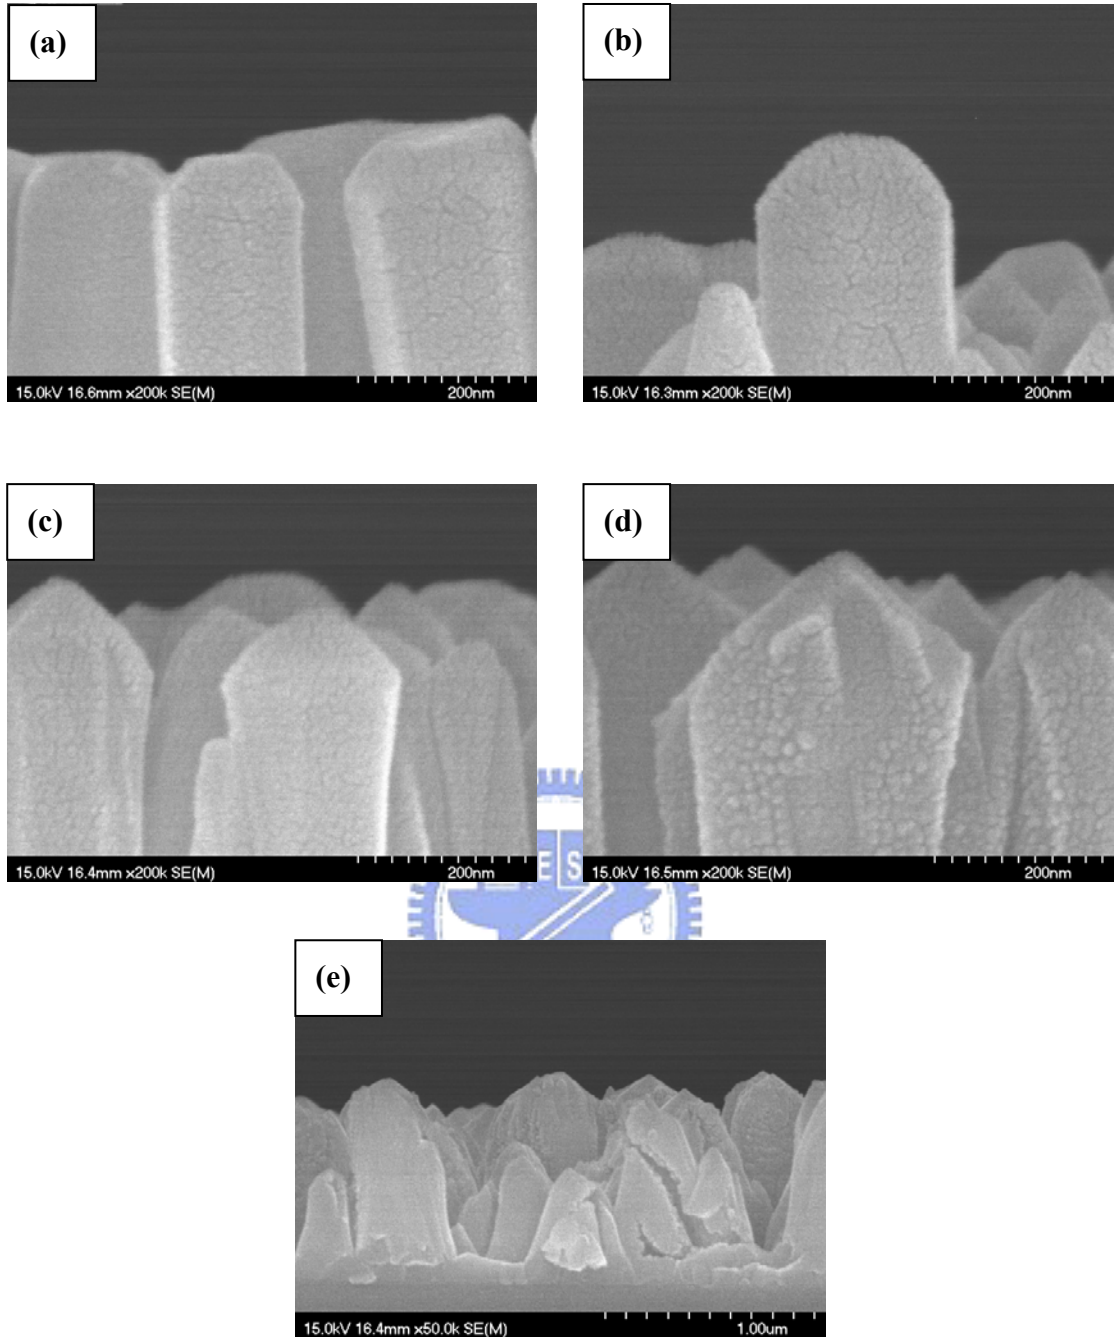 (a)
(b)
15.0kV 16.6mm x200k SE(M) 200nm
15.0kV 16.3mm x200k SE(M) 200nm
(c)
(d)
15.0kV 16.4mm x200k SE(M) 200nm
15.0kV 16.5mm x200k SE(M) 200nm
E S
(e)
15.0kV 16.4mm x50.0k SE(M) 1.00um